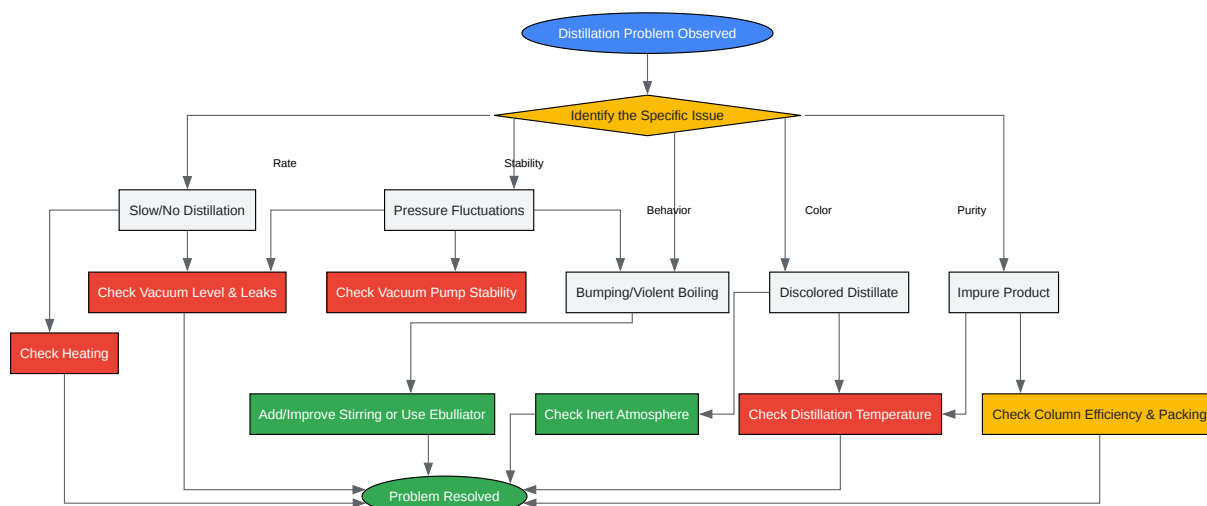 Distillation Problem Observed
Identify the Specific Issue
Rate
Stability
Slow/No Distillation
Pressure Fluctuations
Behavior
Color
Purity
Check Vacuum Level & Leaks
Check Vacuum Pump Stability
Bumping/Violent Boiling
Discolored Distillate
Impure Product
Check Heating
Add/Improve Stirring or Use Ebulliator
Check Inert Atmosphere
Check Distillation Temperature
Check Column Efficiency & Packing
Problem Resolved